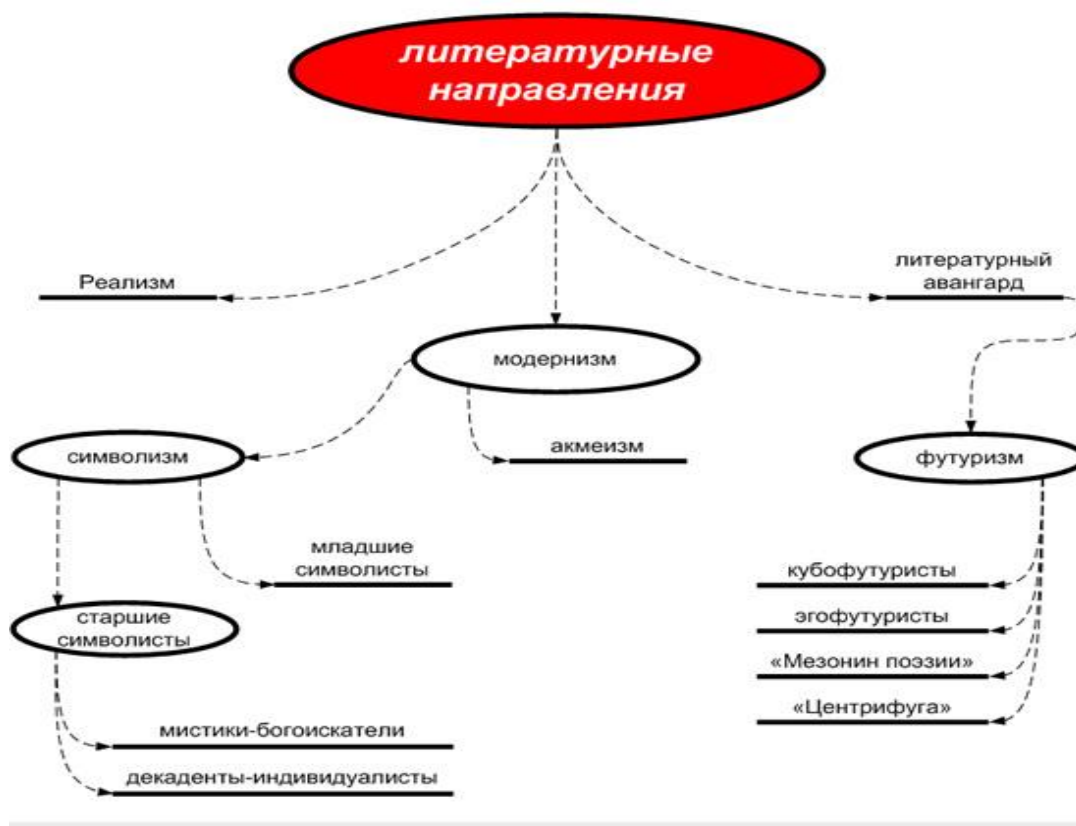 литературные
направления
Реализм
литературный
авангард
модернизм
символизм
акмеизм
футуризм
младшие
символисты
кубофутуристы
старшие
символисты
эгофутуристы
«Мезонин поэзии»
«Центрифуга»
мистики-богоискатели
декаденты-индивидуалисты